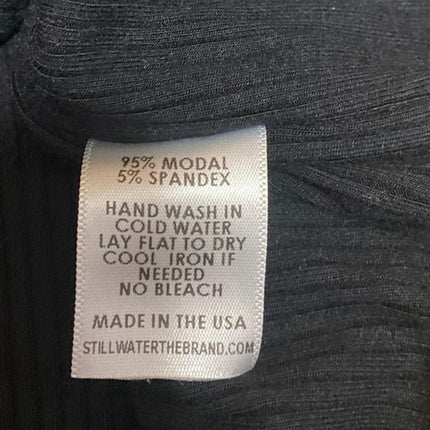 95% MODAL
5% SPANDEX
HAND WASH IN
COLD WATER
LAY FLAT TO DRY
COOL IRON IF
NEEDED
NO BLEACH
MADE IN THE USA
STILLWATERTHEBRAND.COM